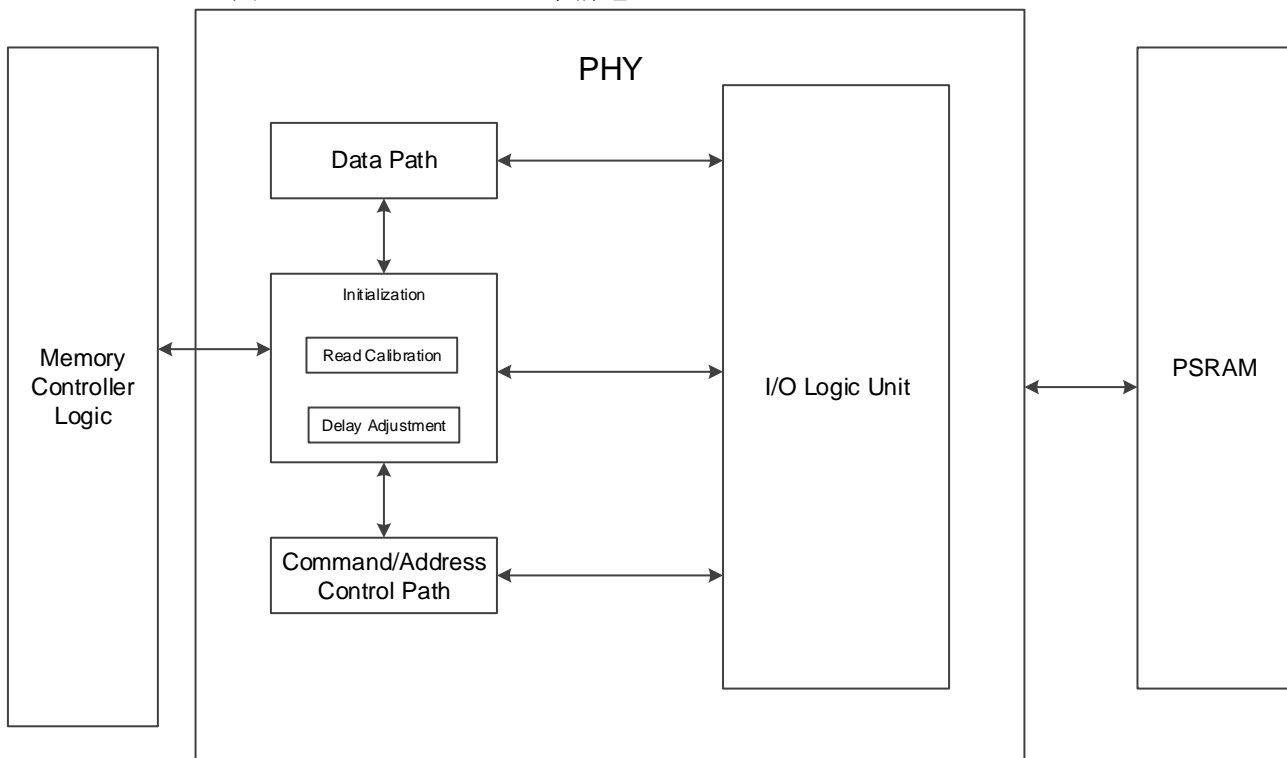 PHY
Data Path
Initialization
Read Calibration
Delay Adjustment
Command/Address
Control Path
Memory
Controller
Logic
I/O Logic Unit
PSRAM